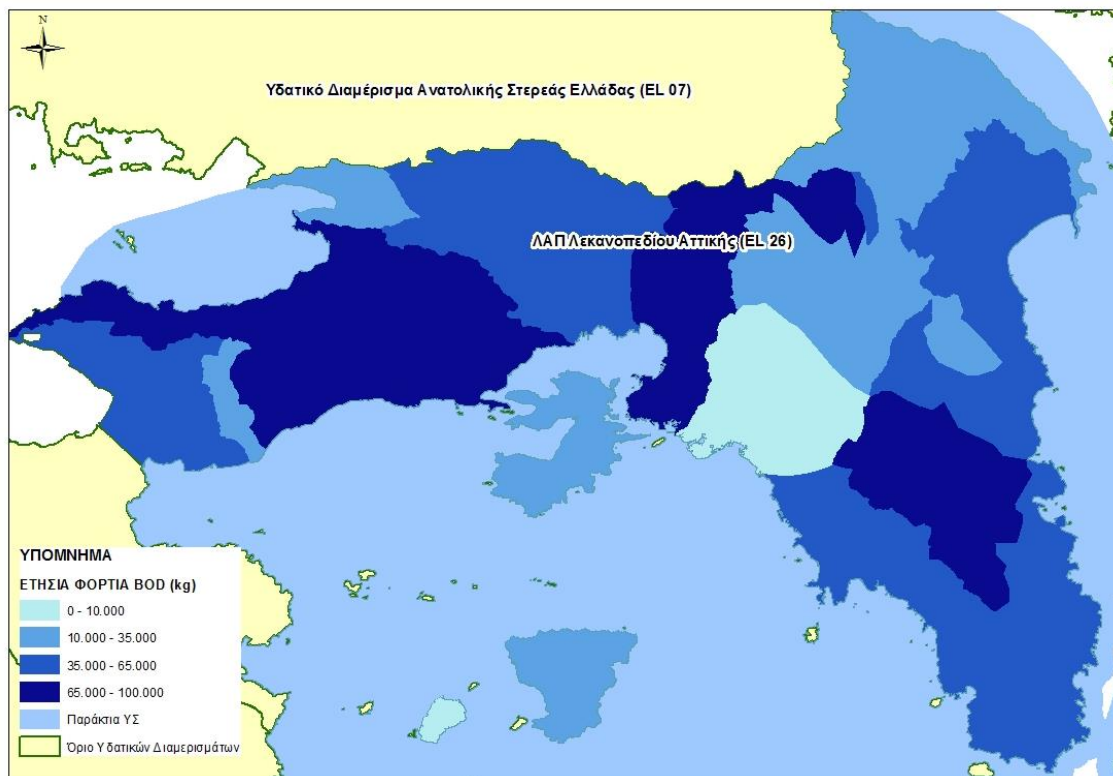 N
Υδατικό Διαμέρισμα Ανατολικής Στερεάς Ελλάδας (EL 07)
ΛΑΠ Λεκανοπεδίου Αττικής (EL 26)
ΥΠΟΜΝΗΜΑ
ΕΤΗΣΙΑ ΦΟΡΤΙΑ BOD (kg)
0 - 10.000
10.000 - 35.000
35.000 - 65.000
65.000 - 100.000
Παράκτια ΥΣ
Όριο Υδατικών Διαμερισμάτων